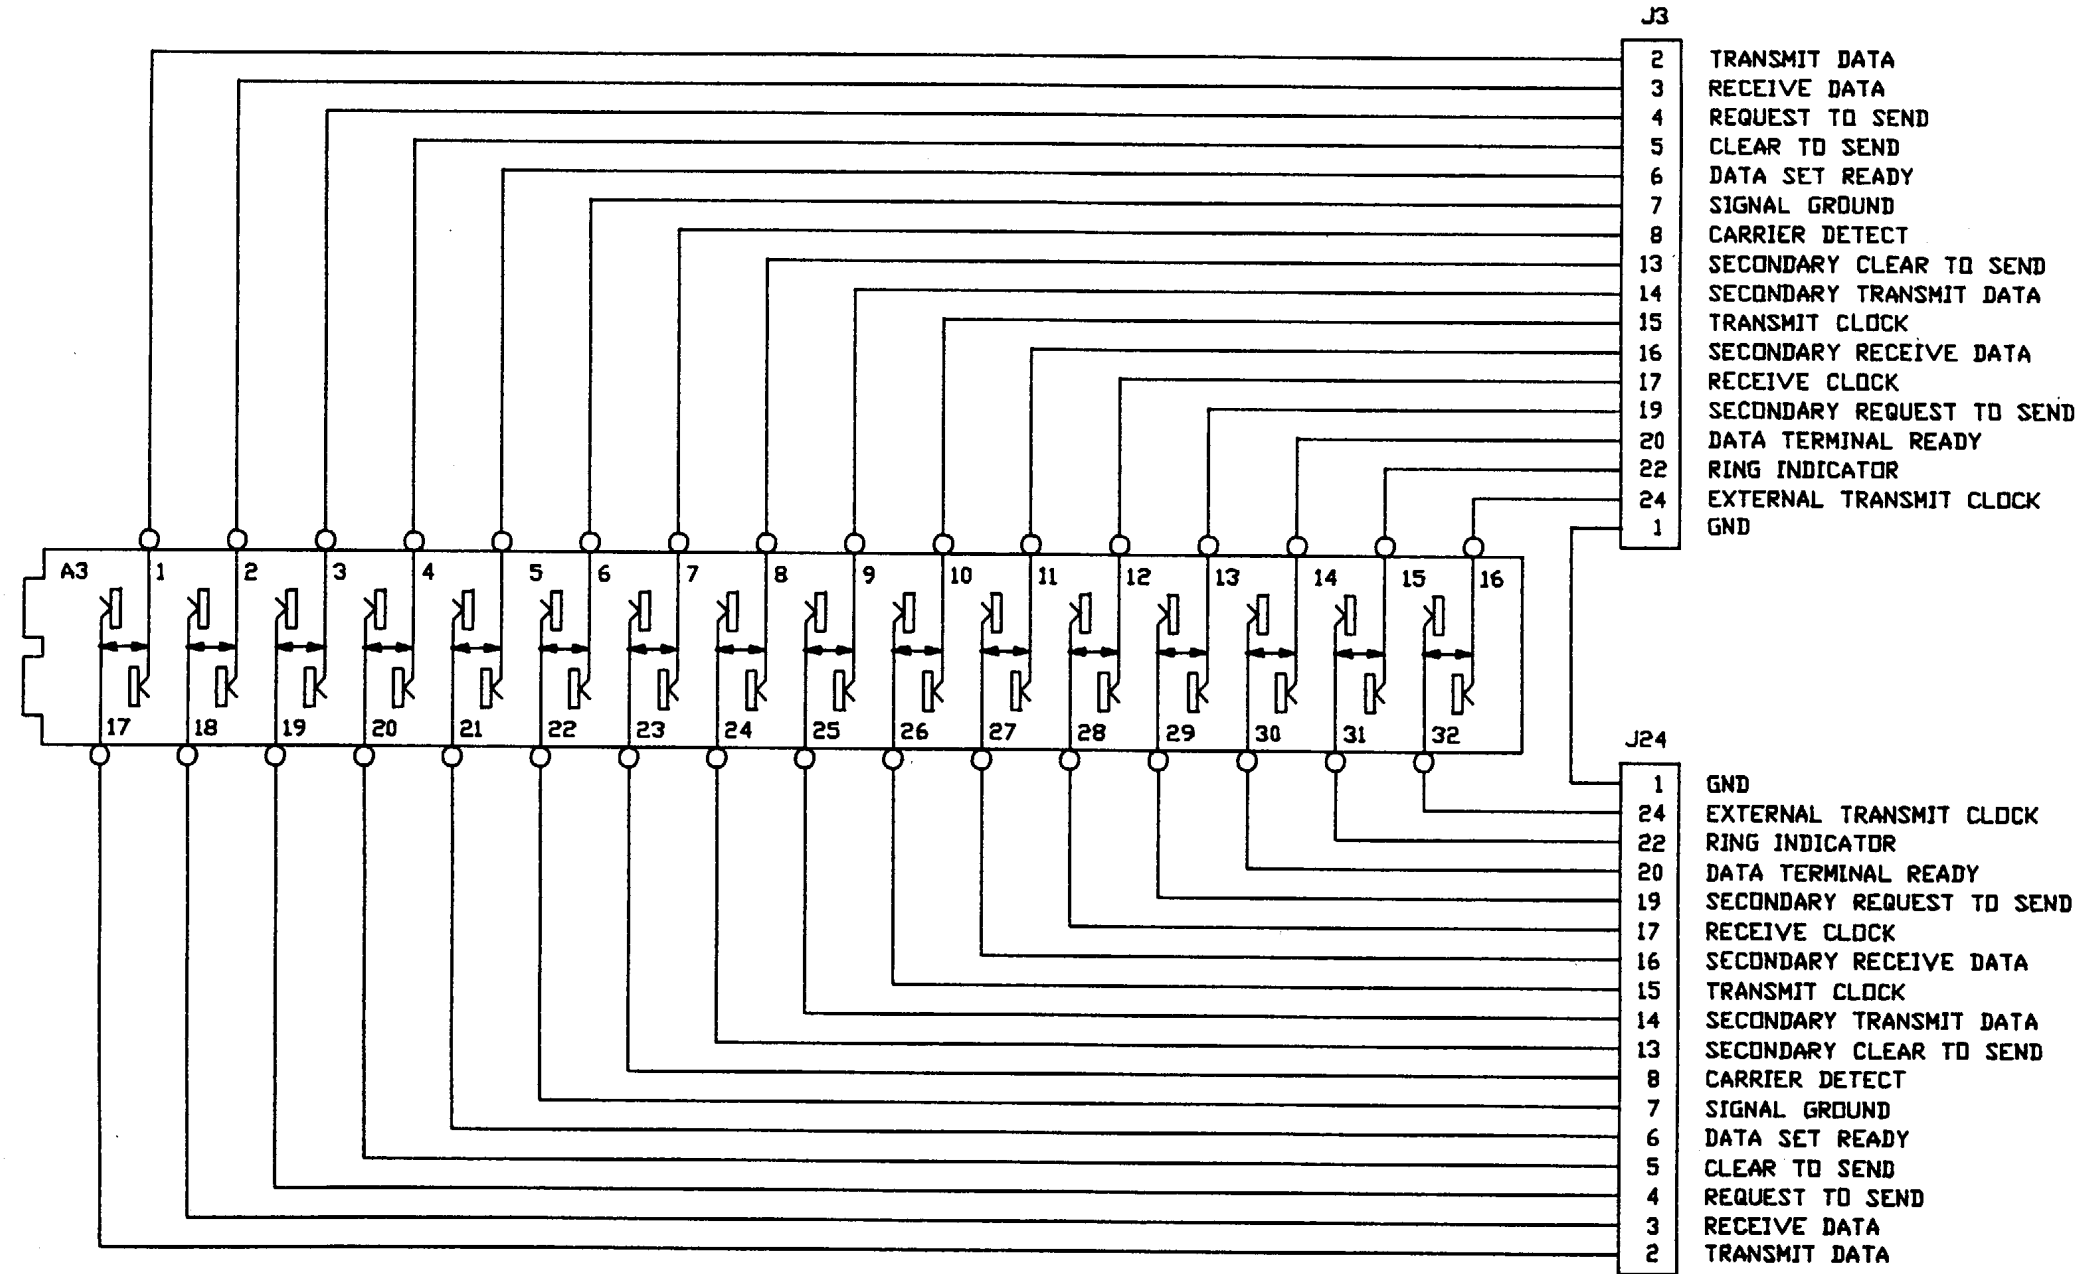 J3
2 TRANSMIT DATA
3 RECEIVE DATA
4 REQUEST TO SEND
5 CLEAR TO SEND
6 DATA SET READY
7 SIGNAL GROUND
8 CARRIER DETECT
13 SECONDARY CLEAR TO SEND
14 SECONDARY TRANSMIT DATA
15 TRANSMIT CLOCK
16 SECONDARY RECEIVE DATA
17 RECEIVE CLOCK
19 SECONDARY REQUEST TO SEND
20 DATA TERMINAL READY
22 RING INDICATOR
24 EXTERNAL TRANSMIT CLOCK
1 GND
A3 1 2 3 4 5 6 7 8 9 10 11 12 13 14 15 16
17 18 19 20 21 22 23 24 25 26 27 28 29 30 31 32
J24
1 GND
24 EXTERNAL TRANSMIT CLOCK
22 RING INDICATOR
20 DATA TERMINAL READY
19 SECONDARY REQUEST TO SEND
17 RECEIVE CLOCK
16 SECONDARY RECEIVE DATA
15 TRANSMIT CLOCK
14 SECONDARY TRANSMIT DATA
13 SECONDARY CLEAR TO SEND
8 CARRIER DETECT
7 SIGNAL GROUND
6 DATA SET READY
5 CLEAR TO SEND
4 REQUEST TO SEND
3 RECEIVE DATA
2 TRANSMIT DATA